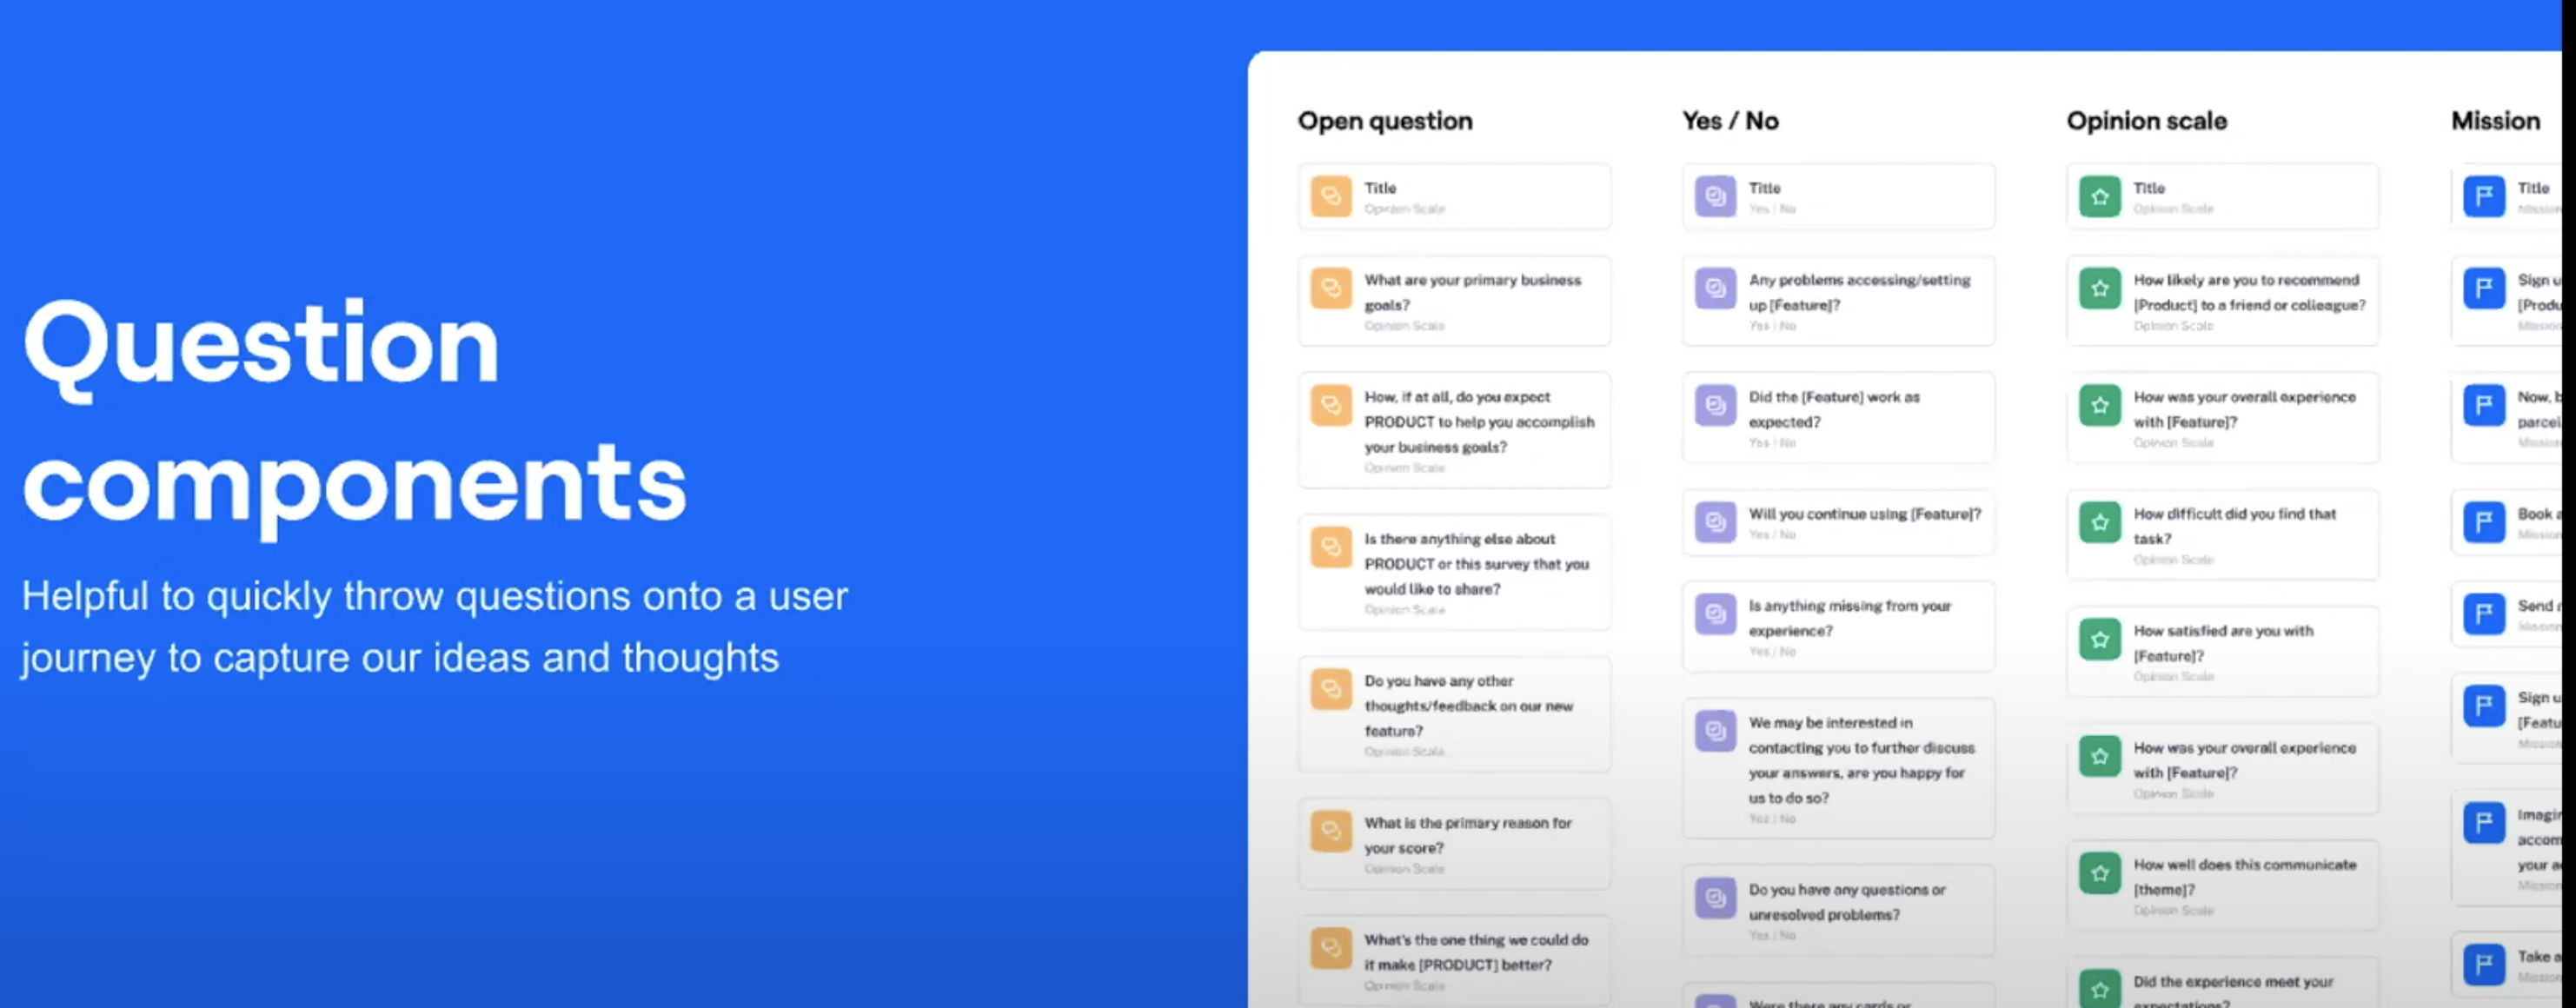 Question
components
Helpful to quickly throw questions onto a user
journey to capture our ideas and thoughts
Open question
Title
Opinion Scale
What are your primary business
goals?
Opinion Scale
How, if at all, do you expect
PRODUCT to help you accomplish
your business goals?
Opinion Scale
Is there anything else about
PRODUCT or this survey that you
would like to share?
Opinion Scale
Do you have any other
thoughts/feedback on our new
feature?
Opinion Scale
What is the primary reason for
your score?
Opinion Scale
What's the one thing we could do
it make [PRODUCT] better?
Opinion Scale
Yes / No
Title
Yes / No
Any problems accessing/setting
up [Feature]?
Yes / No
Did the [Feature] work as
expected?
Yes / No
Will you continue using [Feature]?
Yes / No
Is anything missing from your
experience?
Yes / No
We may be interested in
contacting you to further discuss
your answers, are you happy for
us to do so?
Yes / No
Do you have any questions or
unresolved problems?
Yes / No
Were there any cards or
Opinion scale
Title
Opinion Scale
How likely are you to recommend
[Product] to a friend or colleague?
Opinion Scale
How was your overall experience
with [Feature]?
Opinion Scale
How difficult did you find that
task?
Opinion Scale
How satisfied are you with
[Feature]?
Opinion Scale
How was your overall experience
with [Feature]?
Opinion Scale
How well does this communicate
[theme]?
Opinion Scale
Did the experience meet your
expectations?
Mission
Title
Mission
Sign u
[Produ
Mission
Now, b
parcel
Mission
Book a
Mission
Send
Mission
Sign u
[Featu
Mission
Imagin
accom
your a
Mission
Take a
Mission